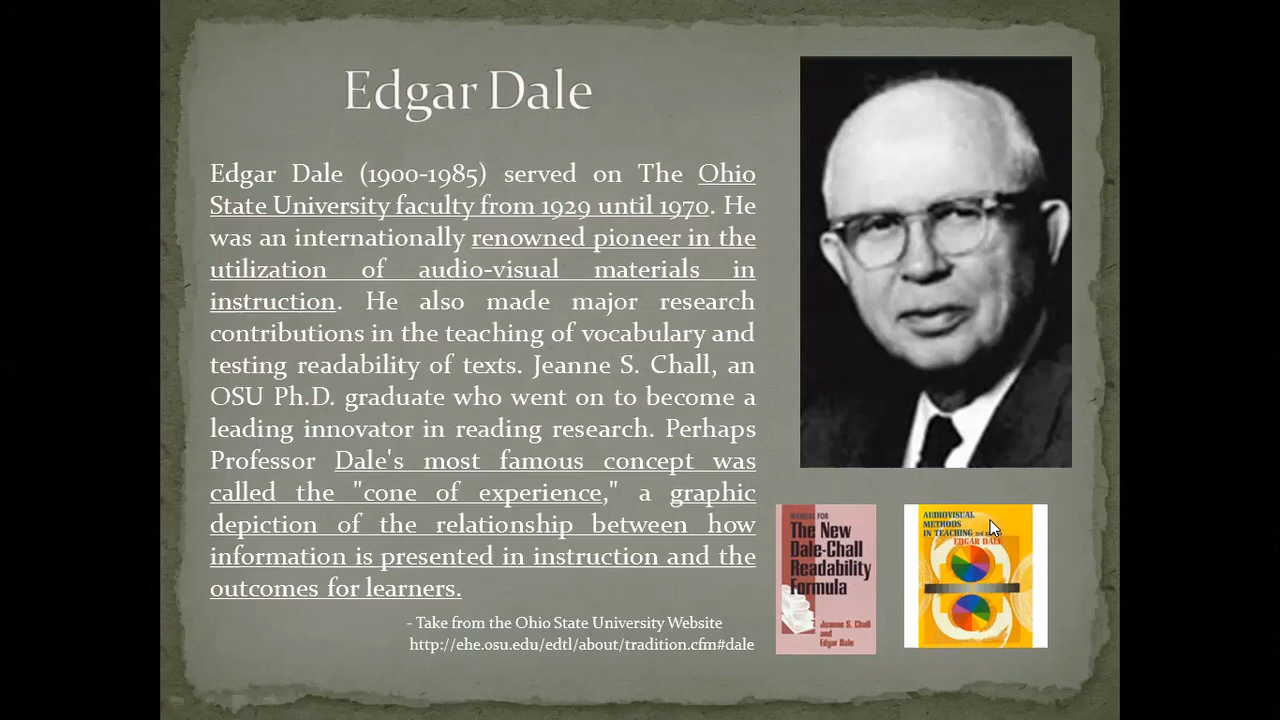 Edgar Dale
Edgar Dale (1900-1985) served on The Ohio
State University faculty from 1929 until 1970. He
was an internationally renowned pioneer in the
utilization of audio-visual materials in
instruction. He also made major research
contributions in the teaching of vocabulary and
testing readability of texts. Jeanne S. Chall, an
OSU Ph.D. graduate who went on to become a
leading innovator in reading research. Perhaps
Professor Dale's most famous concept was
called the "cone of experience," a graphic
depiction of the relationship between how
information is presented in instruction and the
outcomes for learners.
- Take from the Ohio State University Website
http://ehe.osu.edu/edtl/about/tradition.cfm#dale
MANUAL FOR
The New
Dale-Chall
Readability
Formula
Jeanne S. Chall
and
Edgar Dale
AUDIOVISUAL
METHODS
IN TEACHING
EDGAR DALE